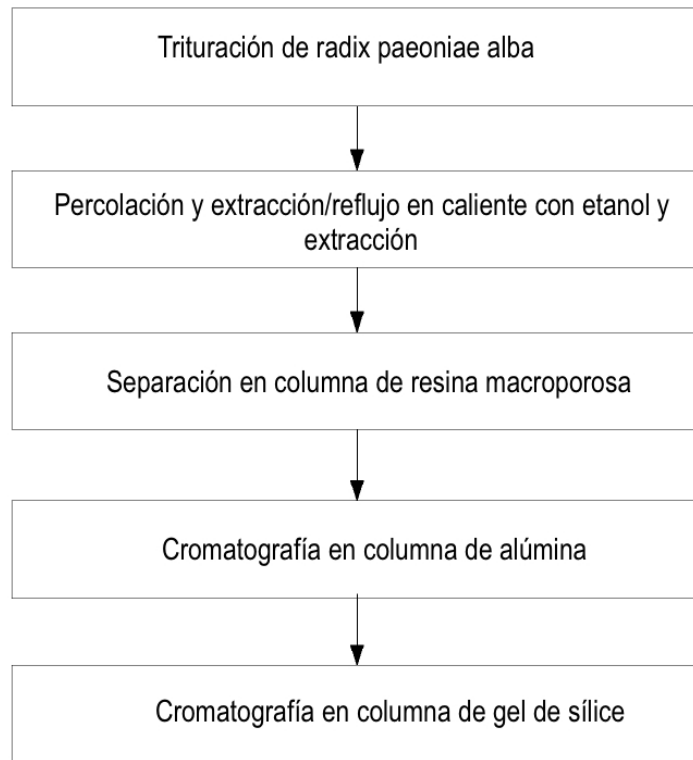 Trituración de radix paeoniae alba
Percolación y extracción/reflujo en caliente con etanol y
extracción
Separación en columna de resina macroporosa
Cromatografía en columna de alúmina
Cromatografía en columna de gel de sílice